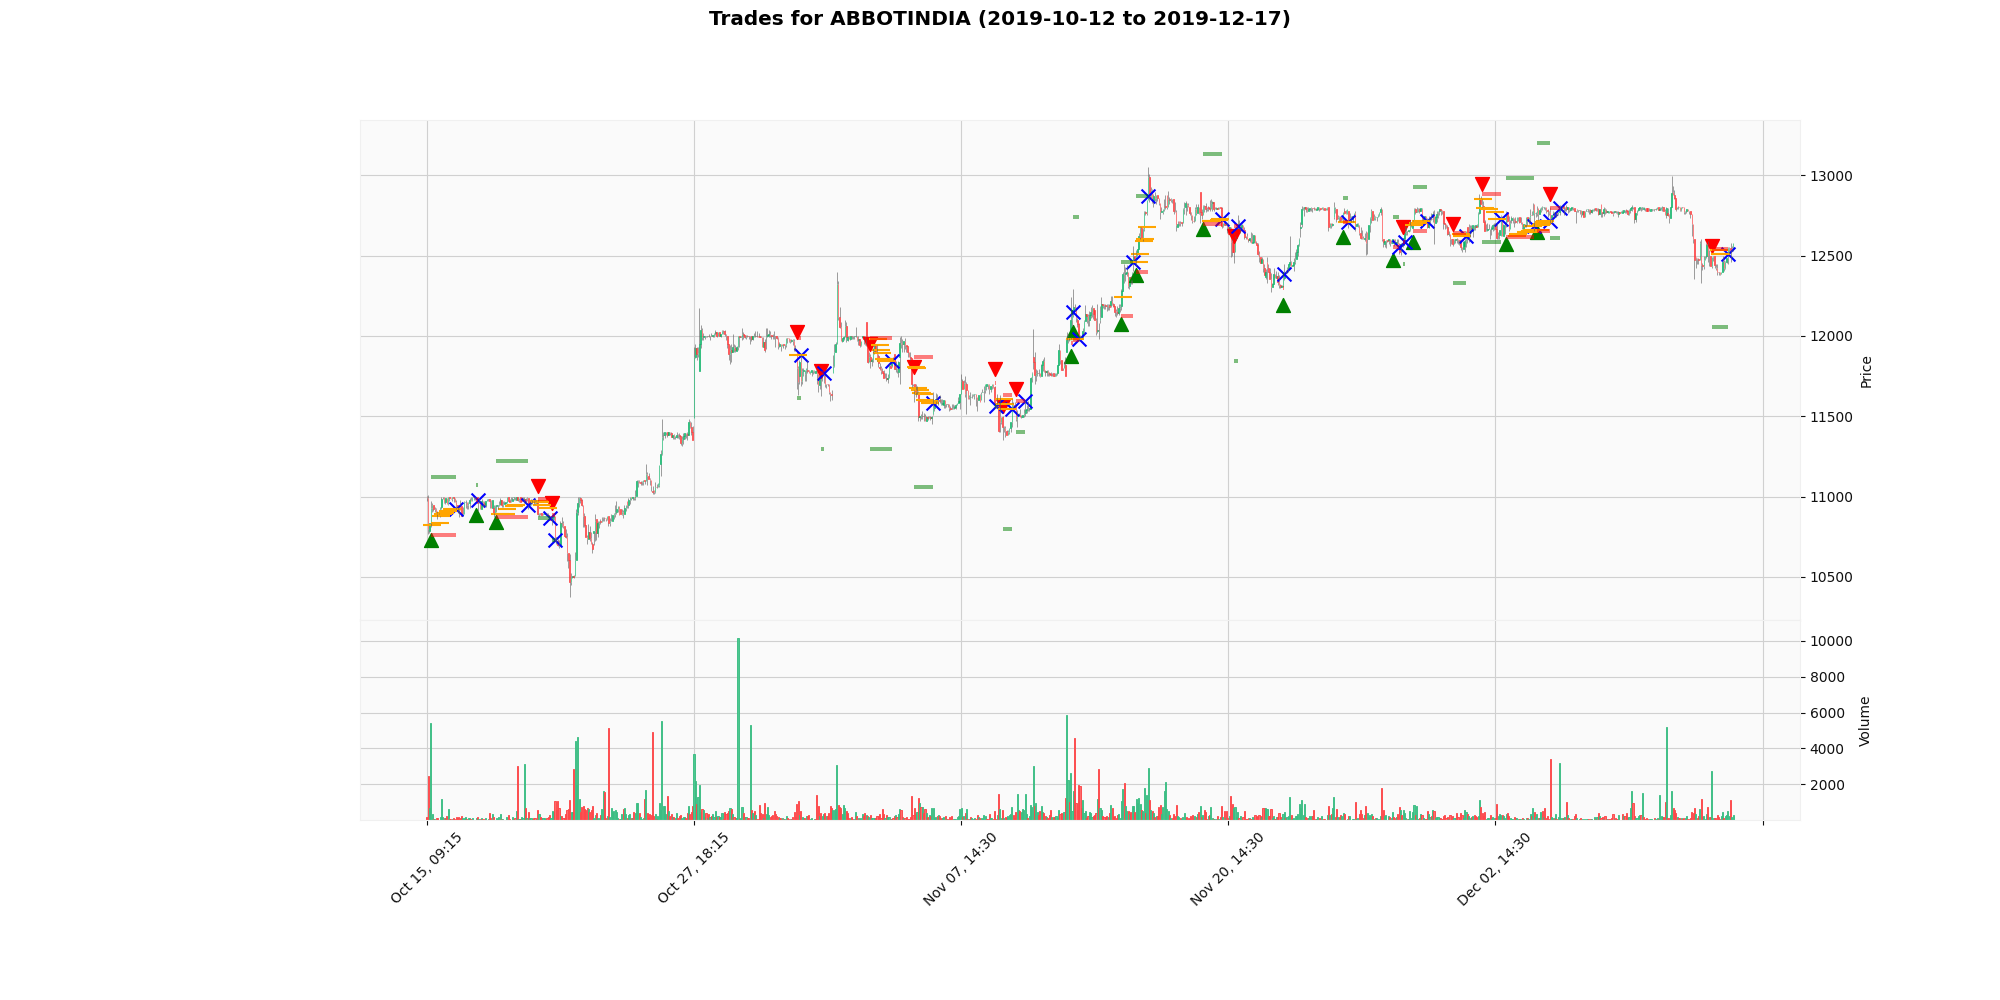 Trades for ABBOTINDIA (2019-10-12 to 2019-12-17)
13000
12500
12000
11500
11000
10500
Price
10000
8000
6000
4000
2000
Volume
Oct 15, 09:15
Oct 27, 18:15
Nov 07, 14:30
Nov 20, 14:30
Dec 02, 14:30